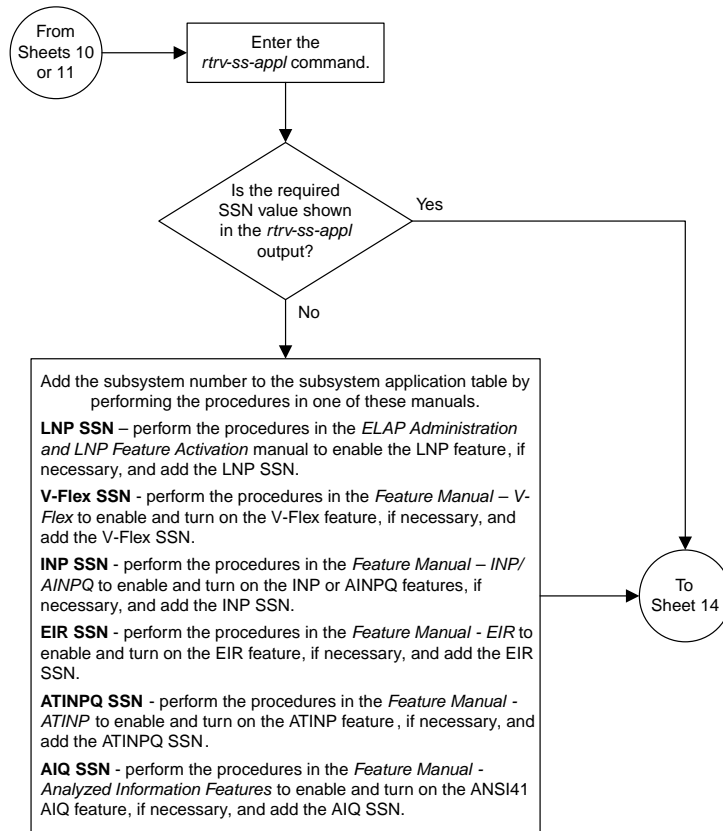 From
Sheets 10
or 11
Enter the
rtrv-ss-appl command.
Is the required
SSN value shown
in the rtrv-ss-appl
output?
Yes
No
Add the subsystem number to the subsystem application table by
performing the procedures in one of these manuals.
LNP SSN – perform the procedures in the ELAP Administration
and LNP Feature Activation manual to enable the LNP feature, if
necessary, and add the LNP SSN.
V-Flex SSN - perform the procedures in the Feature Manual – V-
Flex to enable and turn on the V-Flex feature, if necessary, and
add the V-Flex SSN.
INP SSN - perform the procedures in the Feature Manual – INP/
AINPQ to enable and turn on the INP or AINPQ features, if
necessary, and add the INP SSN.
EIR SSN - perform the procedures in the Feature Manual - EIR to
enable and turn on the EIR feature, if necessary, and add the EIR
SSN.
ATINPQ SSN - perform the procedures in the Feature Manual -
ATINP to enable and turn on the ATINP feature, if necessary, and
add the ATINPQ SSN.
AIQ SSN - perform the procedures in the Feature Manual -
Analyzed Information Features to enable and turn on the ANSI41
AIQ feature, if necessary, and add the AIQ SSN.
To
Sheet 14